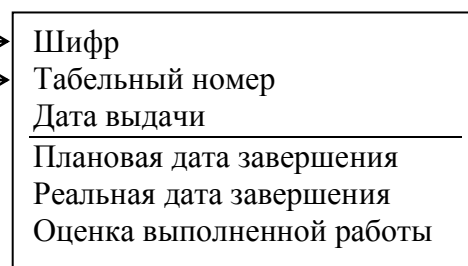 Шифр
Табельный номер
Дата выдачи
Плановая дата завершения
Реальная дата завершения
Оценка выполненной работы